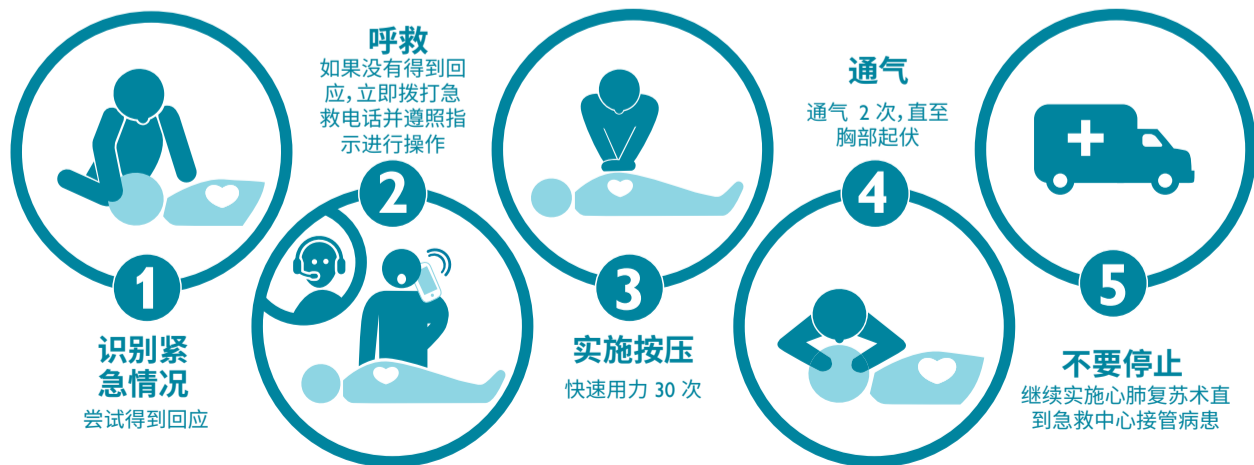 1
识别紧
急情况
尝试得到回应
呼救
如果没有得到回
应,立即拨打急
救电话并遵照指
示进行操作
2
3
实施按压
快速用力 30 次
通气
通气 2 次,直至
胸部起伏
4
5
不要停止
继续实施心肺复苏术直
到急救中心接管病患